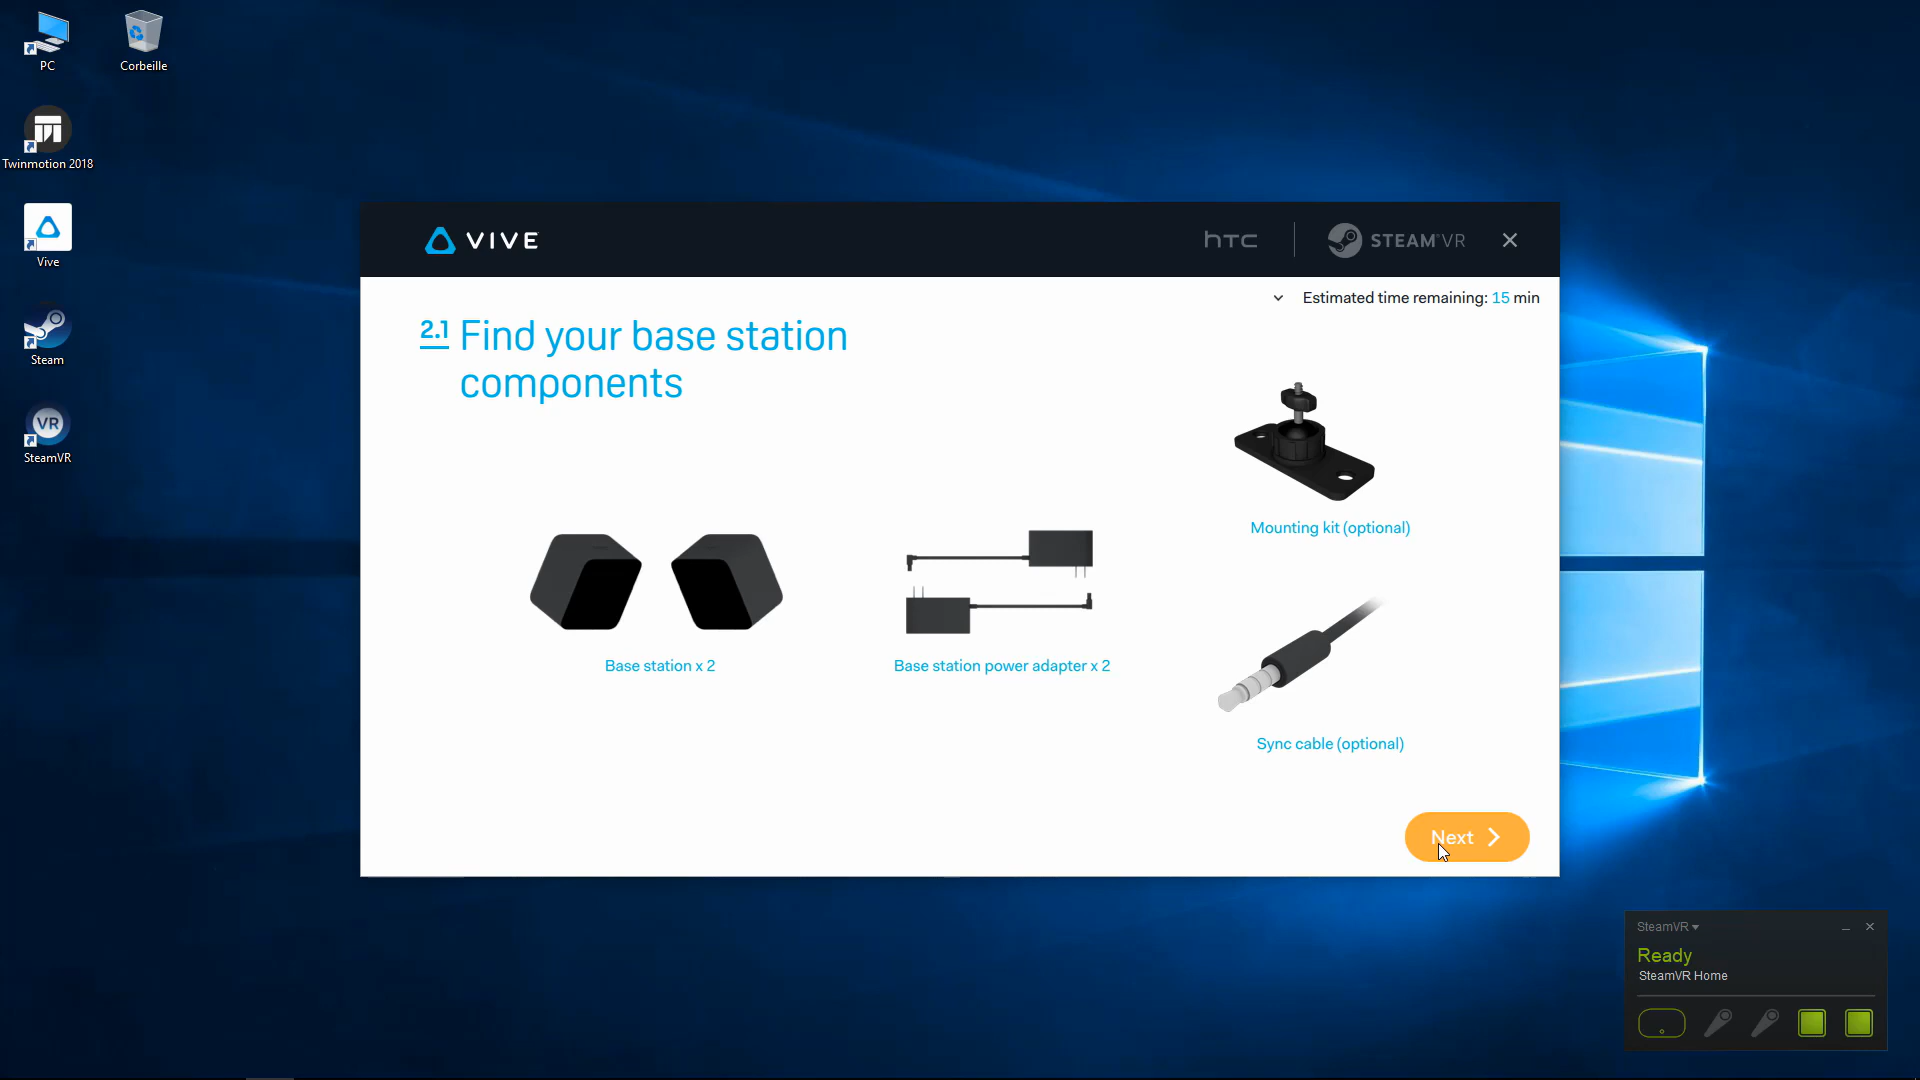 PC
Corbeille
Twinmotion 2018
Vive
Steam
VR
SteamVR
VIVE
hTC
STEAM™VR
Estimated time remaining: 15 min
2.1 Find your base station
components
Mounting kit (optional)
Base station x 2
Base station power adapter x 2
Sync cable (optional)
Next
SteamVR
Ready
SteamVR Home